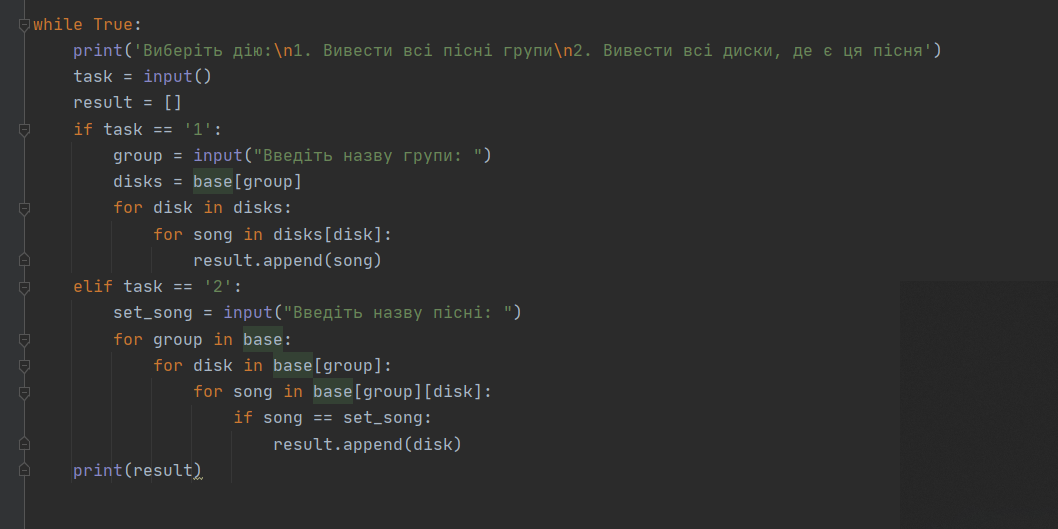 while True:
    print('Виберіть дію:\n1. Вивести всі пісні групи\n2. Вивести всі диски, де є ця пісня')
    task = input()
    result = []
    if task == '1':
        group = input("Введіть назву групи: ")
        disks = base[group]
        for disk in disks:
            for song in disks[disk]:
                result.append(song)
    elif task == '2':
        set_song = input("Введіть назву пісні: ")
        for group in base:
            for disk in base[group]:
                for song in base[group][disk]:
                    if song == set_song:
                        result.append(disk)
    print(result)